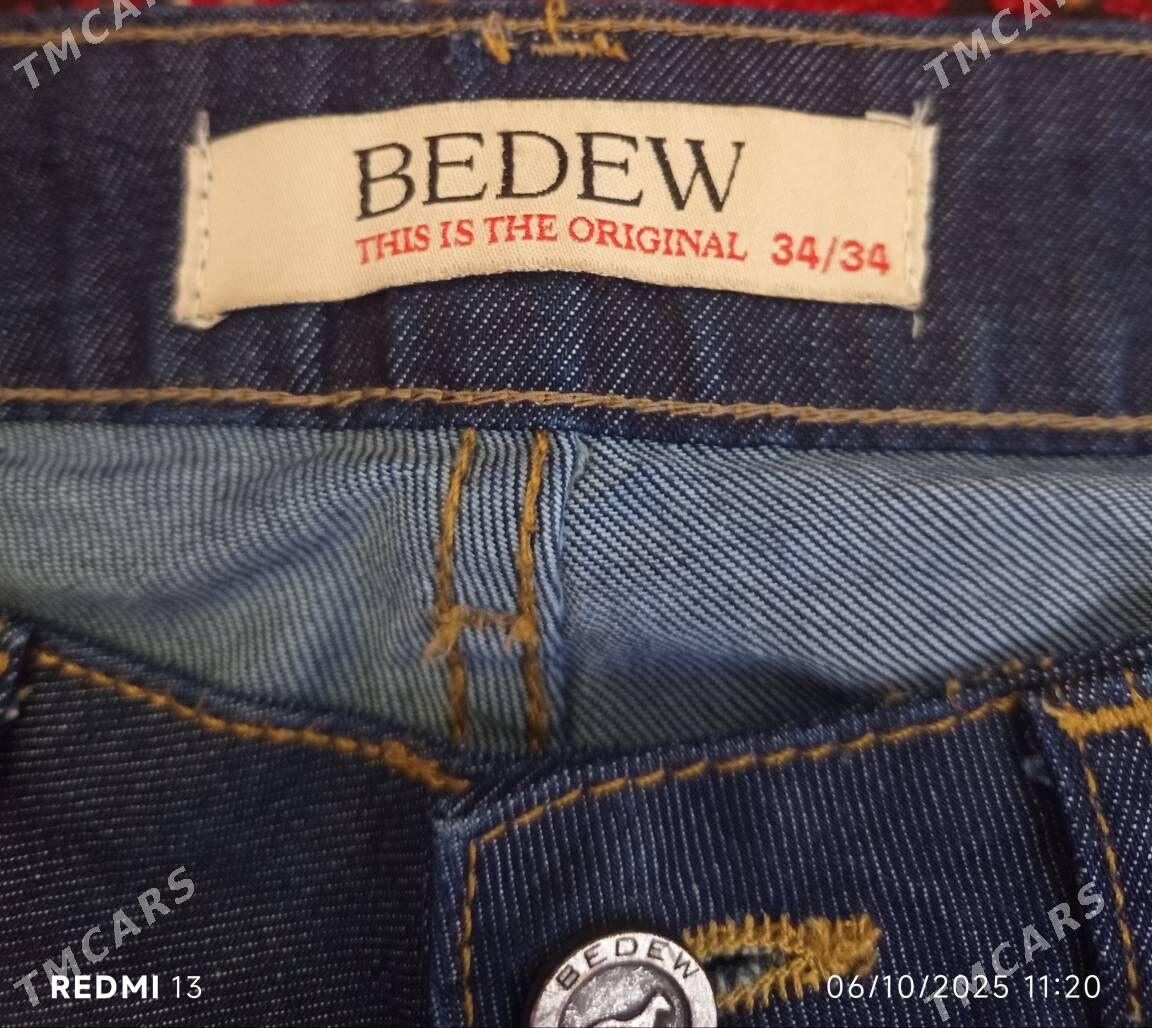 TMCARS
TMCARS
BEDEW
THIS IS THE ORIGINAL 34/34
BEDEW
TMCARS
TMCARS
REDMI 13
06/10/2025 11:20